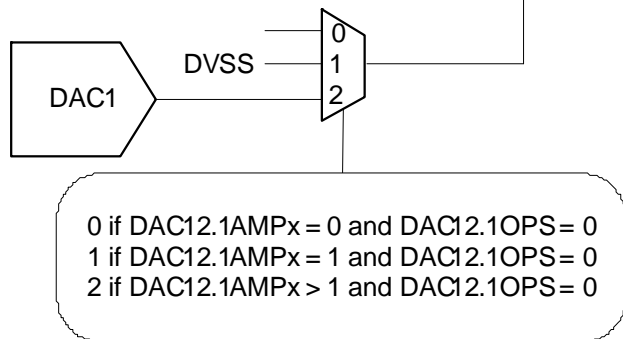 0
DVSS 1
DAC1 2
0 if DAC12.1AMPx = 0 and DAC12.1OPS = 0
1 if DAC12.1AMPx = 1 and DAC12.1OPS = 0
2 if DAC12.1AMPx > 1 and DAC12.1OPS = 0